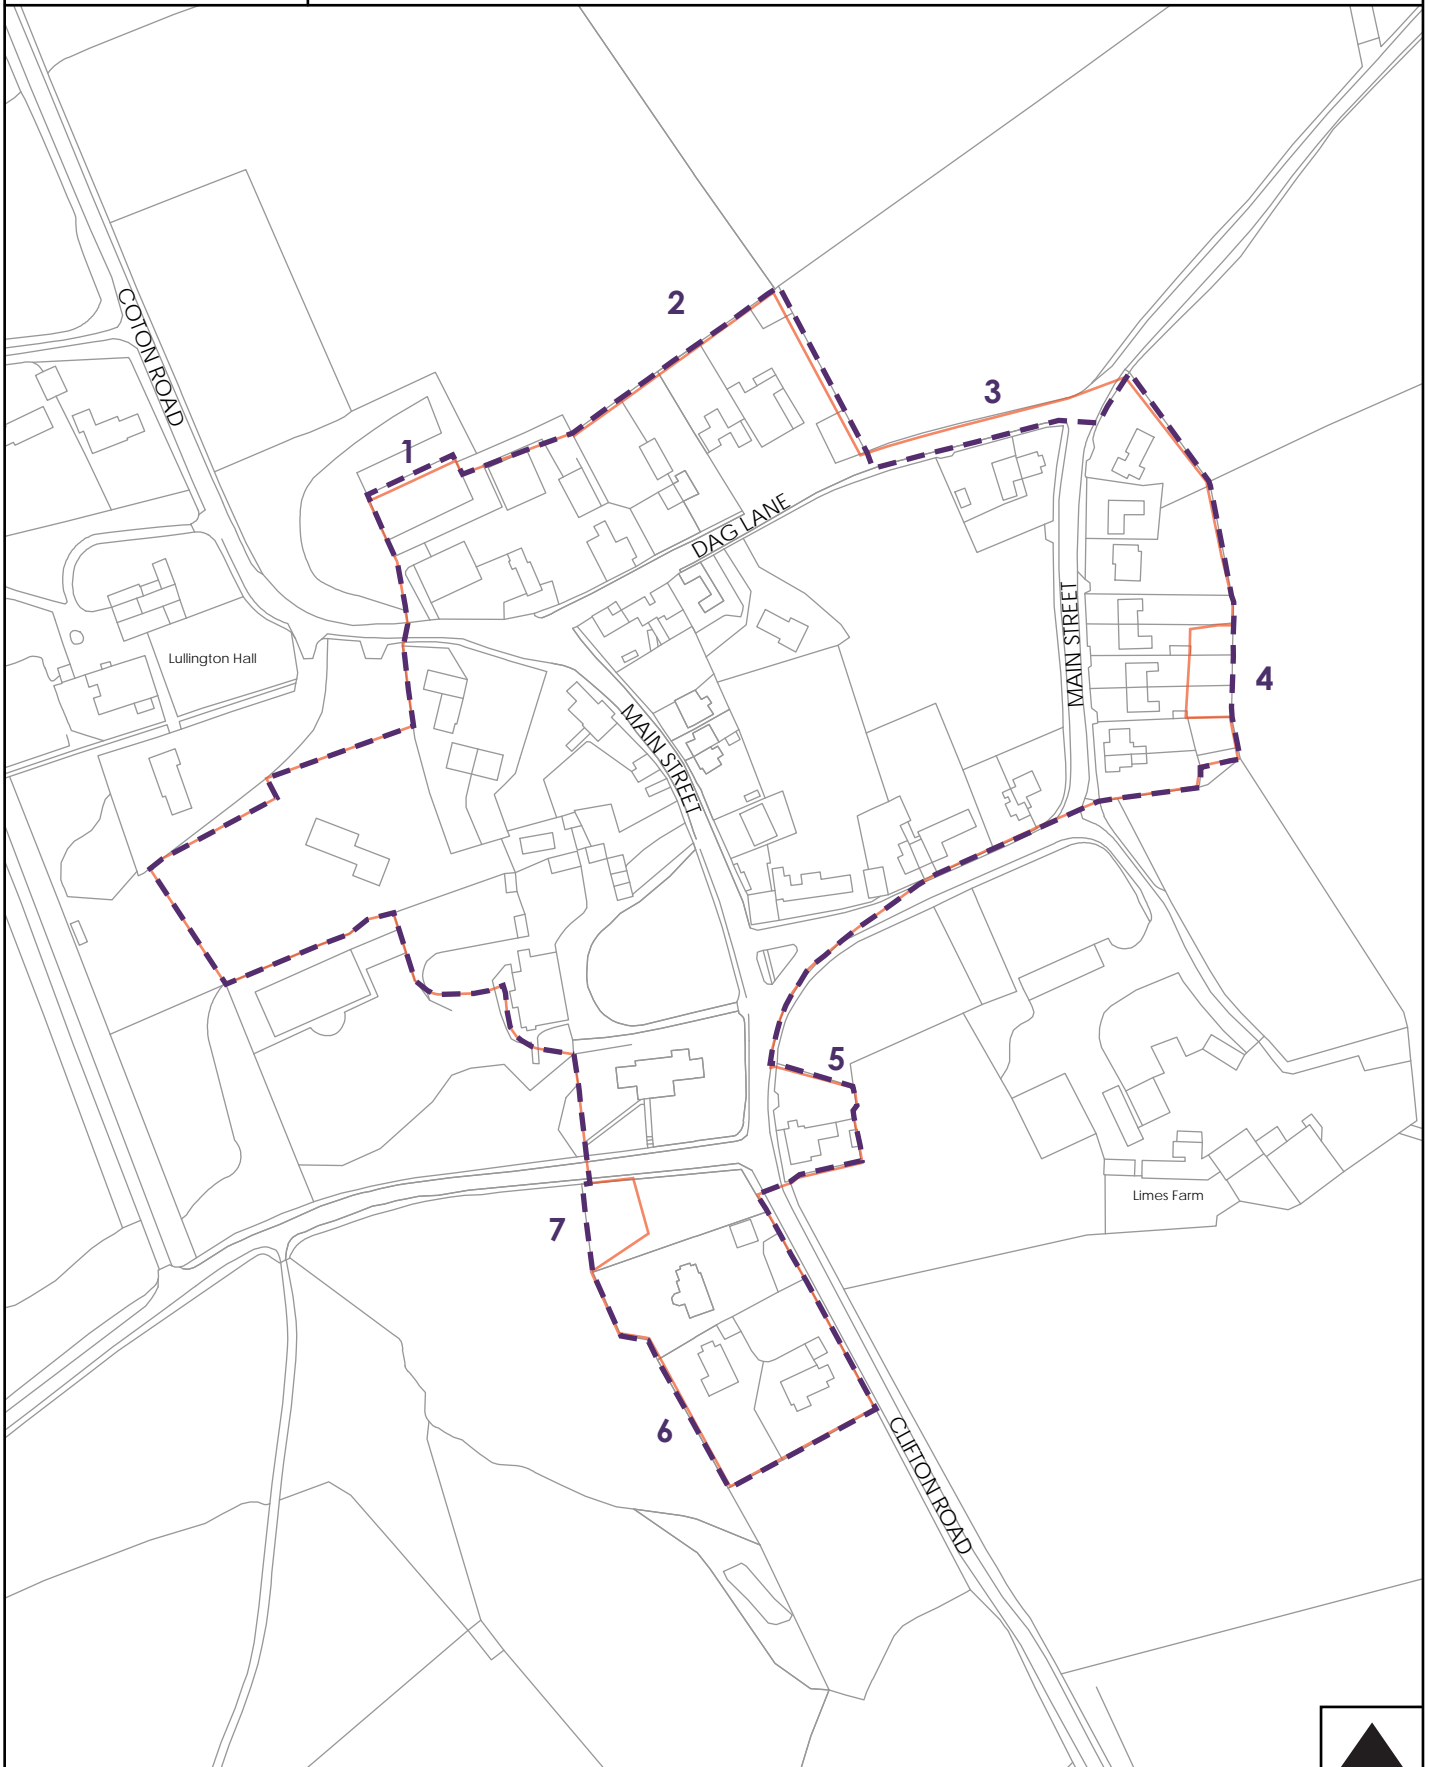 2
COTON ROAD
3
1
DAG LANE
MAIN STREET
Lullington Hall
4
MAIN STREET
5
Limes Farm
7
6
CLIFTON ROAD